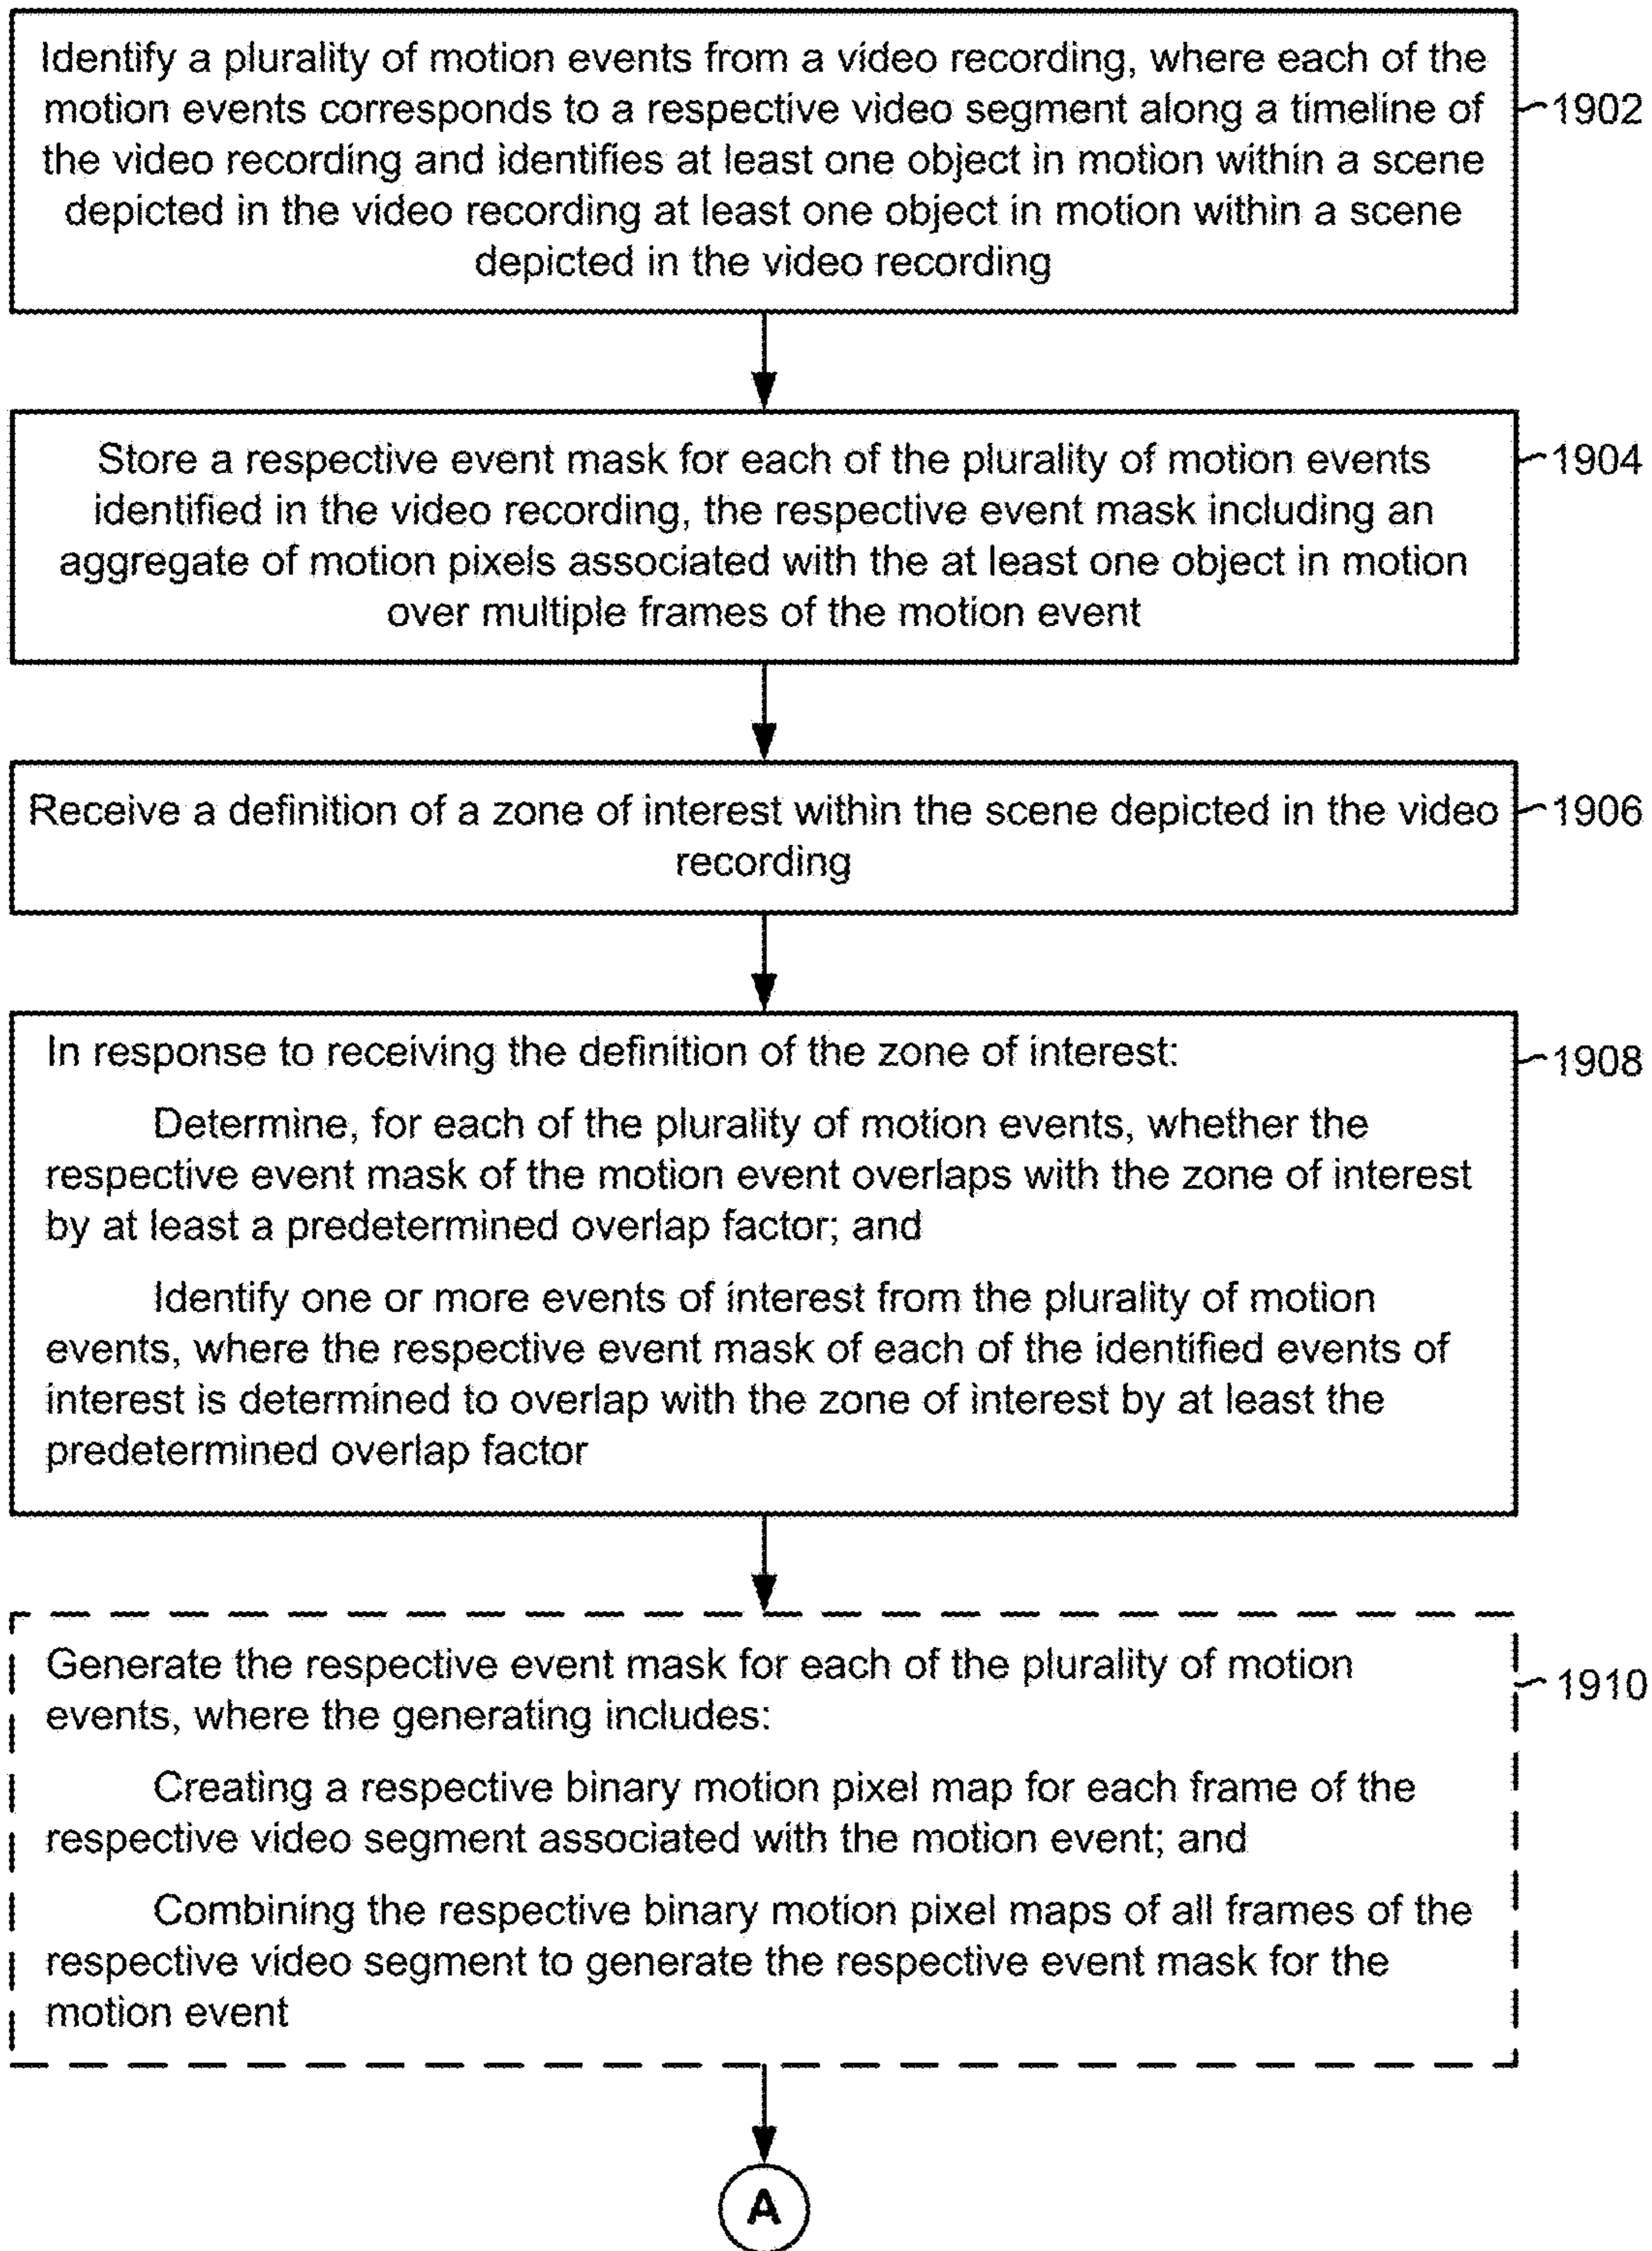 Identify a plurality of motion events from a video recording, where each of the
motion events corresponds to a respective video segment along a timeline of
the video recording and identifies at least one object in motion within a scene
depicted in the video recording at least one object in motion within a scene
depicted in the video recording
1902
Store a respective event mask for each of the plurality of motion events
identified in the video recording, the respective event mask including an
aggregate of motion pixels associated with the at least one object in motion
over multiple frames of the motion event
1904
Receive a definition of a zone of interest within the scene depicted in the video
recording
1906
In response to receiving the definition of the zone of interest:
Determine, for each of the plurality of motion events, whether the
respective event mask of the motion event overlaps with the zone of interest
by at least a predetermined overlap factor; and
Identify one or more events of interest from the plurality of motion
events, where the respective event mask of each of the identified events of
interest is determined to overlap with the zone of interest by at least the
predetermined overlap factor
1908
Generate the respective event mask for each of the plurality of motion
events, where the generating includes:
Creating a respective binary motion pixel map for each frame of the
respective video segment associated with the motion event; and
Combining the respective binary motion pixel maps of all frames of the
respective video segment to generate the respective event mask for the
motion event
1910
A